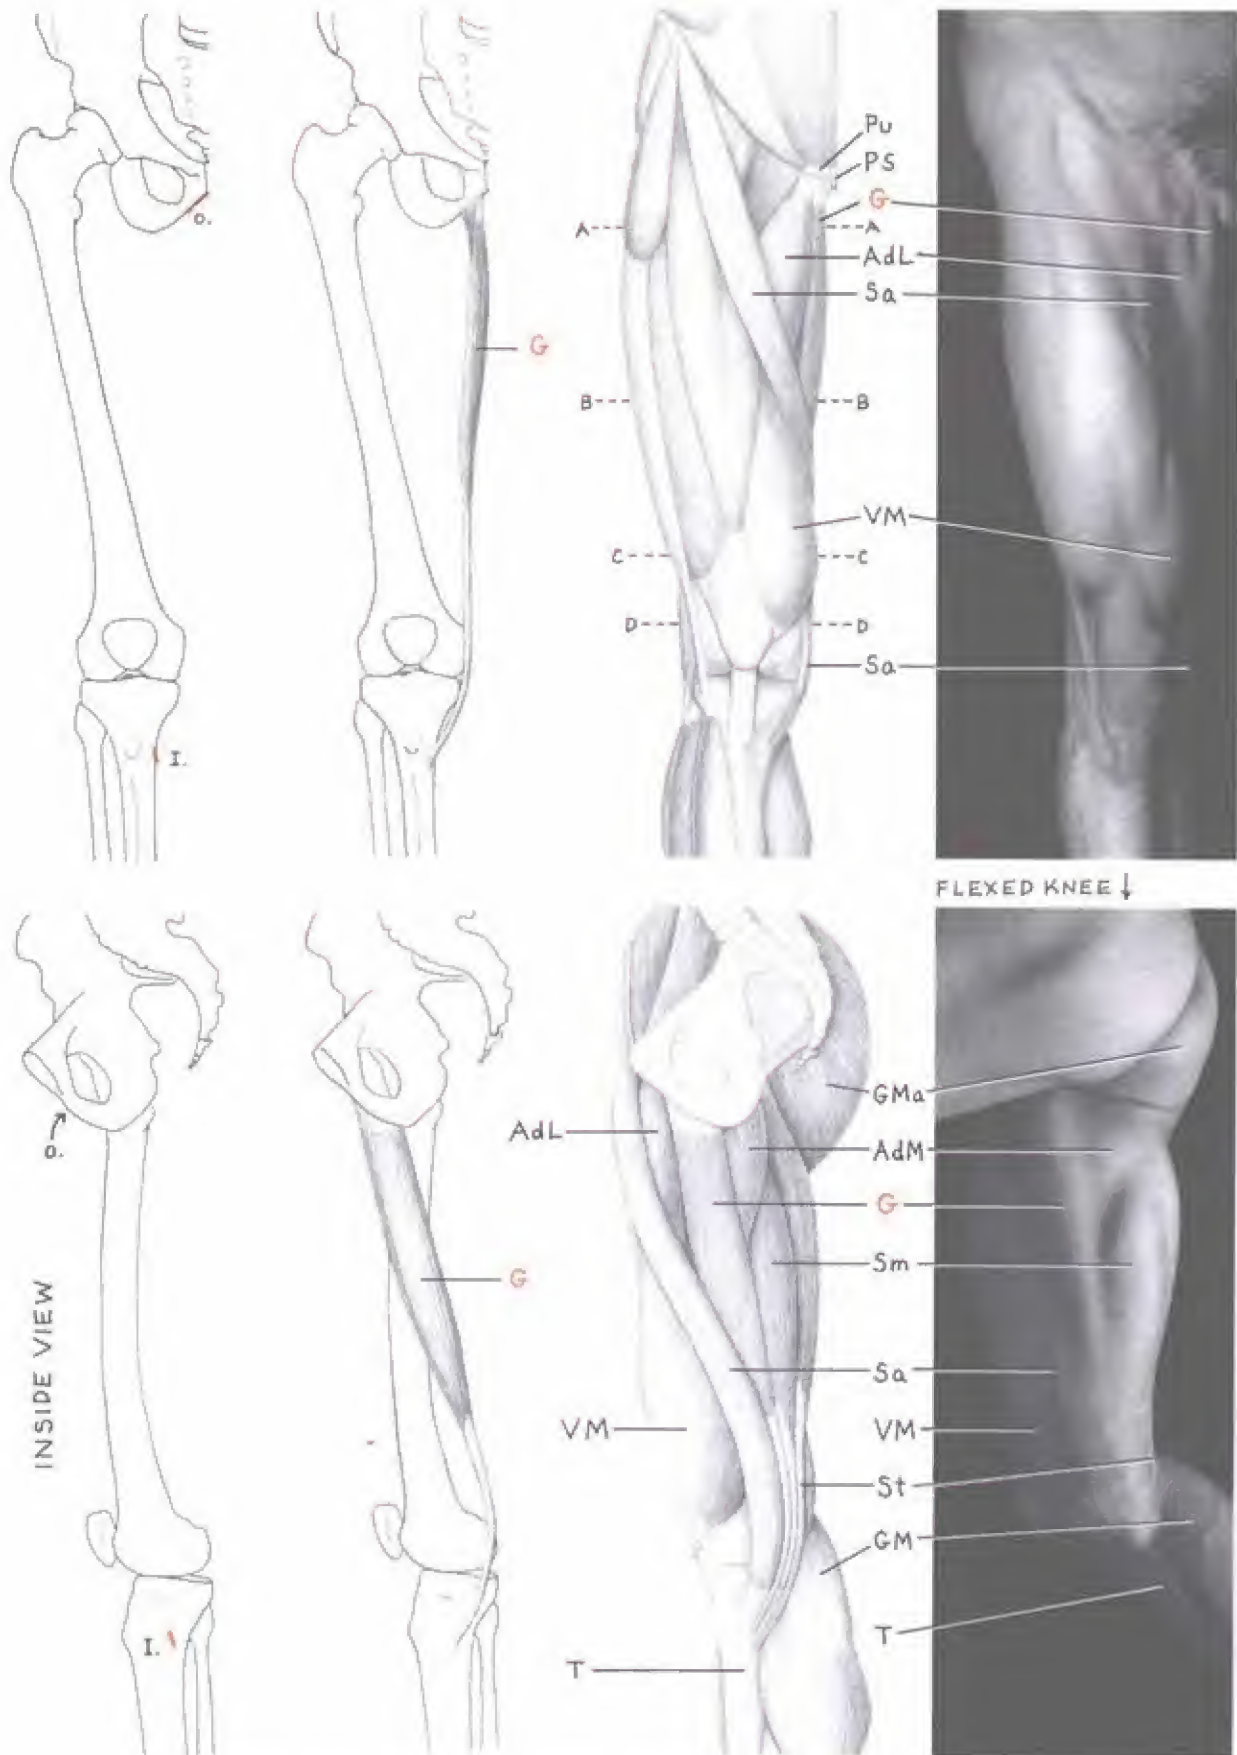 Pu
PS
G
A A
O.
AdL
Sa
G
B B
VM
C C
D D
Sa
I.
FLEXED KNEE ↓
GMa
AdL
AdM
O.
G
Sm
G
INSIDE VIEW
Sa
VM VM
St
GM
I.
T
T